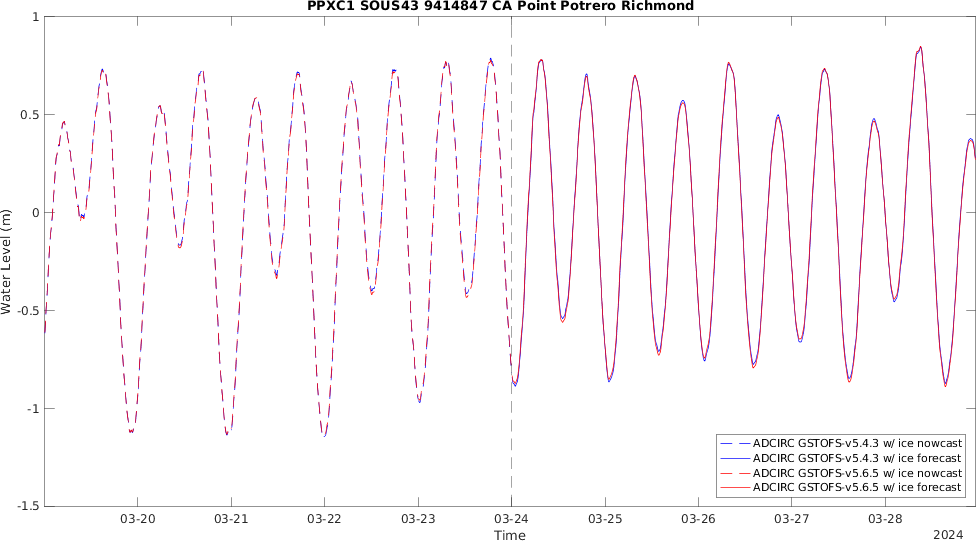 PPXC1 SOUS43 9414847 CA Point Potrero Richmond
1
0.5
0
-0.5
-1
-1.5
Water Level (m)
03-20
03-21
03-22
03-23
03-24
03-25
03-26
03-27
03-28
Time
2024
ADCIRC GSTOFS-v5.4.3 w/ ice nowcast
ADCIRC GSTOFS-v5.4.3 w/ ice forecast
ADCIRC GSTOFS-v5.6.5 w/ ice nowcast
ADCIRC GSTOFS-v5.6.5 w/ ice forecast